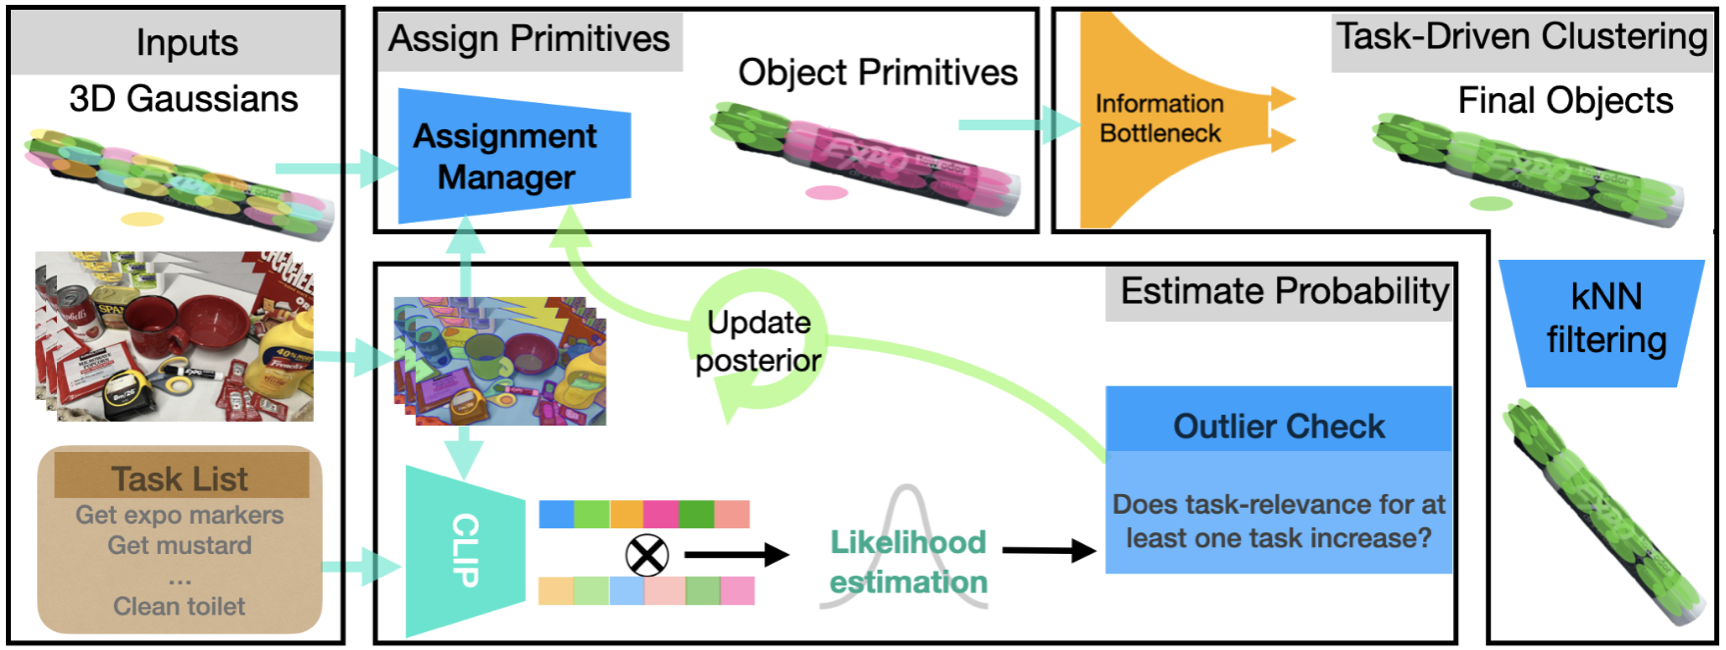 Inputs
3D Gaussians
Task List
Get expo markers
Get mustard
...
Clean toilet
Assign Primitives
Assignment
Manager
Object Primitives
EXPO
Information
Bottleneck
Task-Driven Clustering
Final Objects
EXPO
kNN
filtering
Estimate Probability
Update
posterior
CLIP
Likelihood
estimation
Outlier Check
Does task-relevance for at
least one task increase?